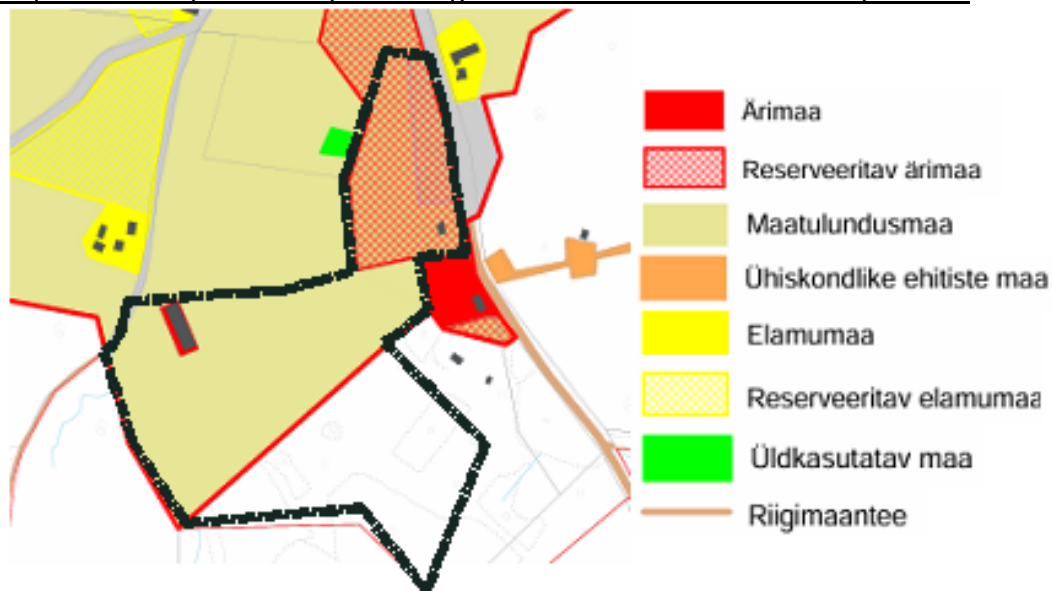 Ärimaa
Reserveeritav ärimaa
Maatulundusmaa
Ühiskondlike ehitiste maa
Elamumaa
Reserveeritav elamumaa
Üldkasutatav maa
Riigimaantee